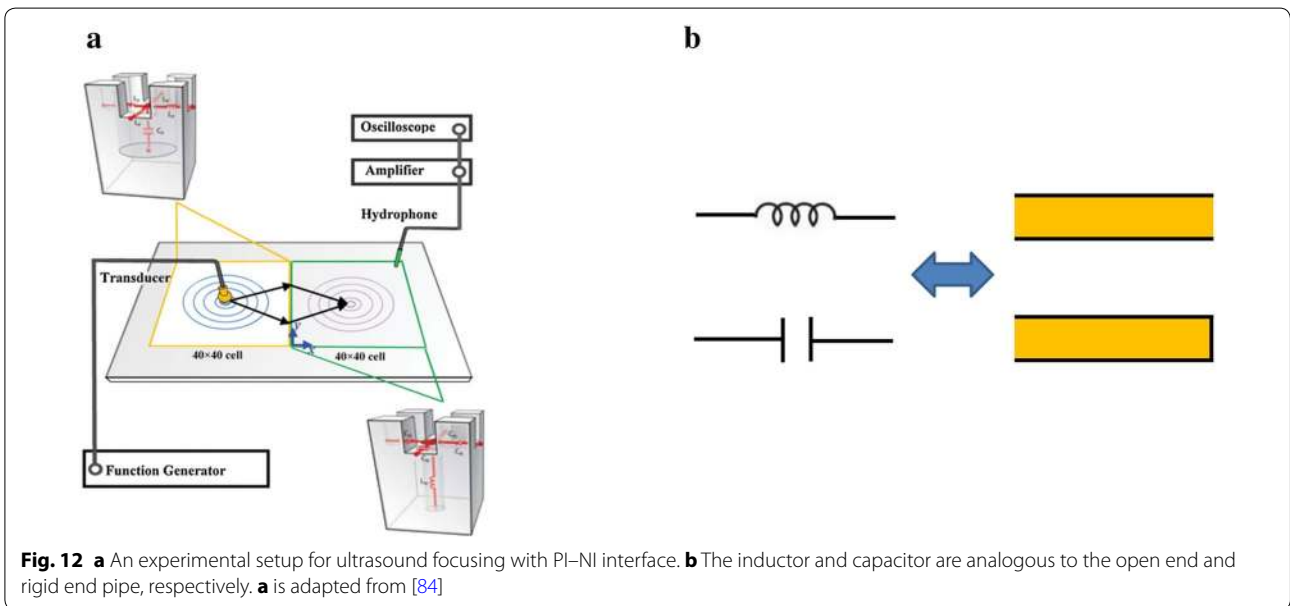 a
b
Oscilloscope
Amplifier
Hydrophone
Transducer
y
40×40 cell
40×40 cell
Function Generator
Fig. 12 a An experimental setup for ultrasound focusing with PI–NI interface. b The inductor and capacitor are analogous to the open end and
rigid end pipe, respectively. a is adapted from [84]